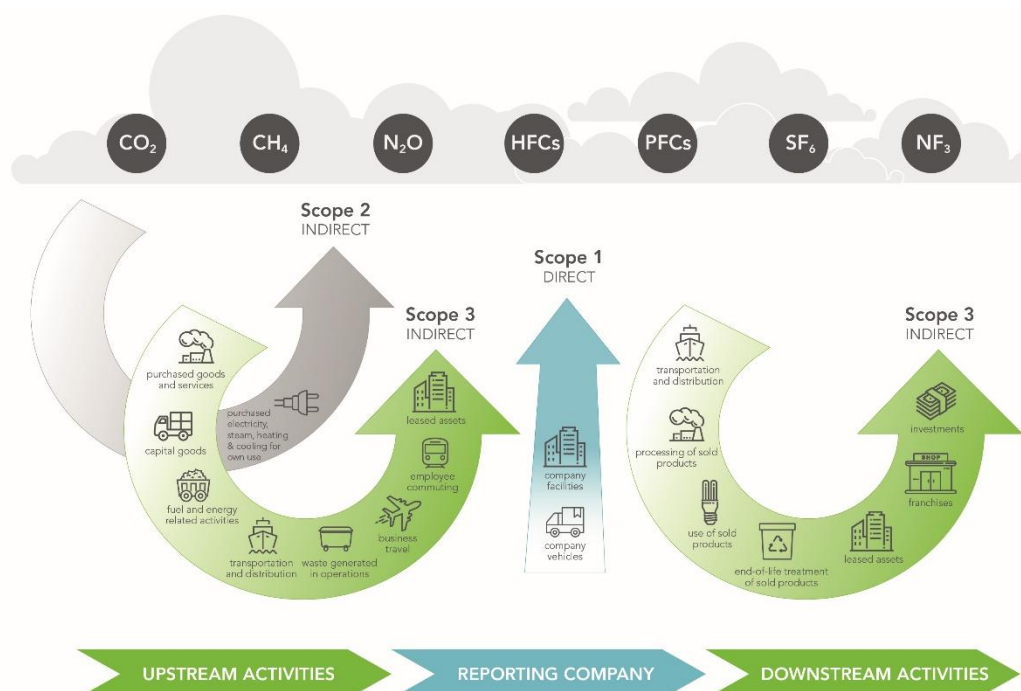 CO₂
CH₄
N₂O
HFCs
PFCs
SF₆
NF₃
Scope 2
INDIRECT
Scope 1
DIRECT
Scope 3
INDIRECT
Scope 3
INDIRECT
purchased goods
and services
capital goods
fuel and energy
related activities
transportation
and distribution
waste generated
in operations
business
travel
employee
commuting
leased assets
purchased
electricity,
steam, heating
& cooling for
own use
company
facilities
company
vehicles
transportation
and distribution
processing of sold
products
use of sold
products
end-of-life treatment
of sold products
leased assets
SHOP
franchises
investments
UPSTREAM ACTIVITIES
REPORTING COMPANY
DOWNSTREAM ACTIVITIES